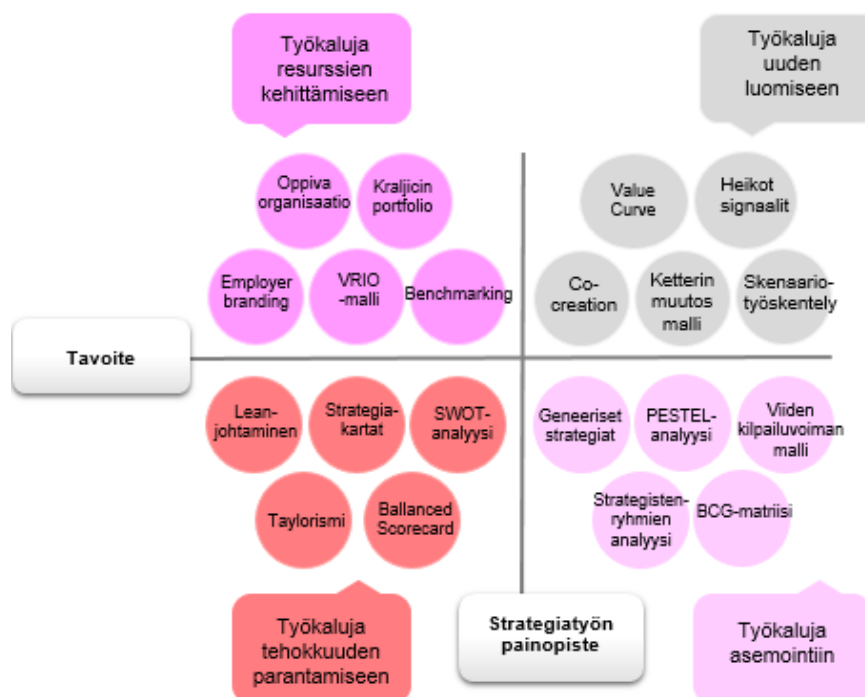 Työkaluja
resurssien
kehittämiseen
Työkaluja
uuden
luomiseen
Oppiva
organisaatio
Kraljicin
portfolio
Value
Curve
Heikot
signaalit
Employer
branding
VRIO
-malli
Benchmarking
Co-
creation
Ketterin
muutos
malli
Skenaario-
työskentely
Tavoite
Lean-
johtaminen
Strategia-
kartat
SWOT-
analyysi
Geneeriset
strategiat
PESTEL-
analyysi
Viiden
kilpailuvoiman
malli
Taylorismi
Ballanced
Scorecard
Strategisten-
ryhmien
analyysi
BCG-matriisi
Työkaluja
tehokkuuden
parantamiseen
Strategiatyön
painopiste
Työkaluja
asemointiin